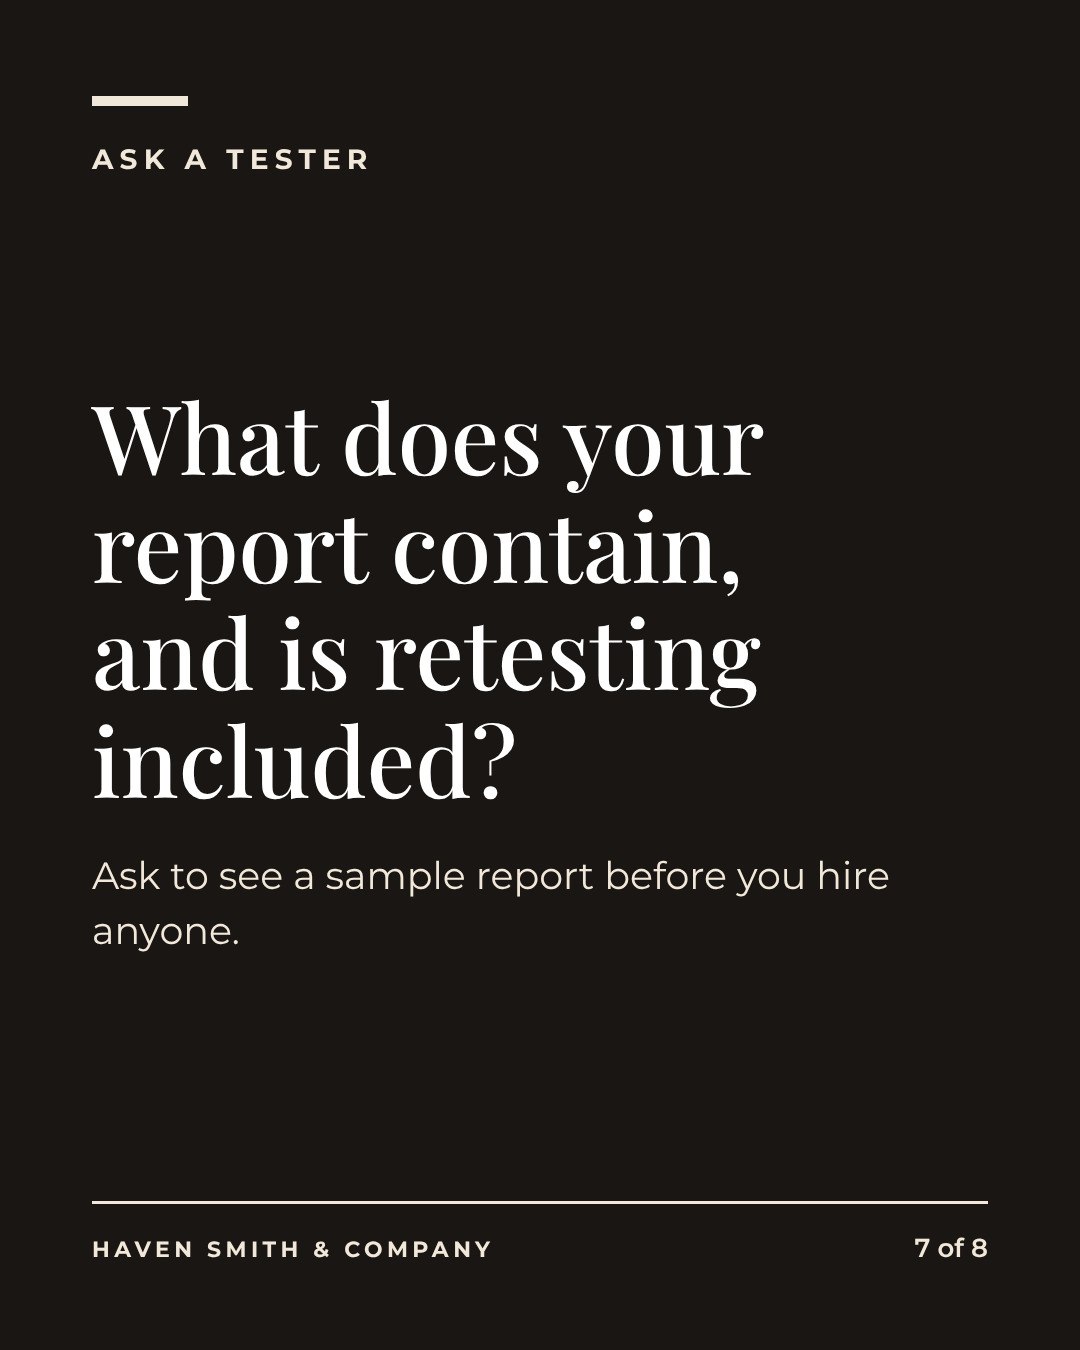 ASK A TESTER
What does your
report contain,
and is retesting
included?
Ask to see a sample report before you hire
anyone.
HAVEN SMITH & COMPANY
7 of 8